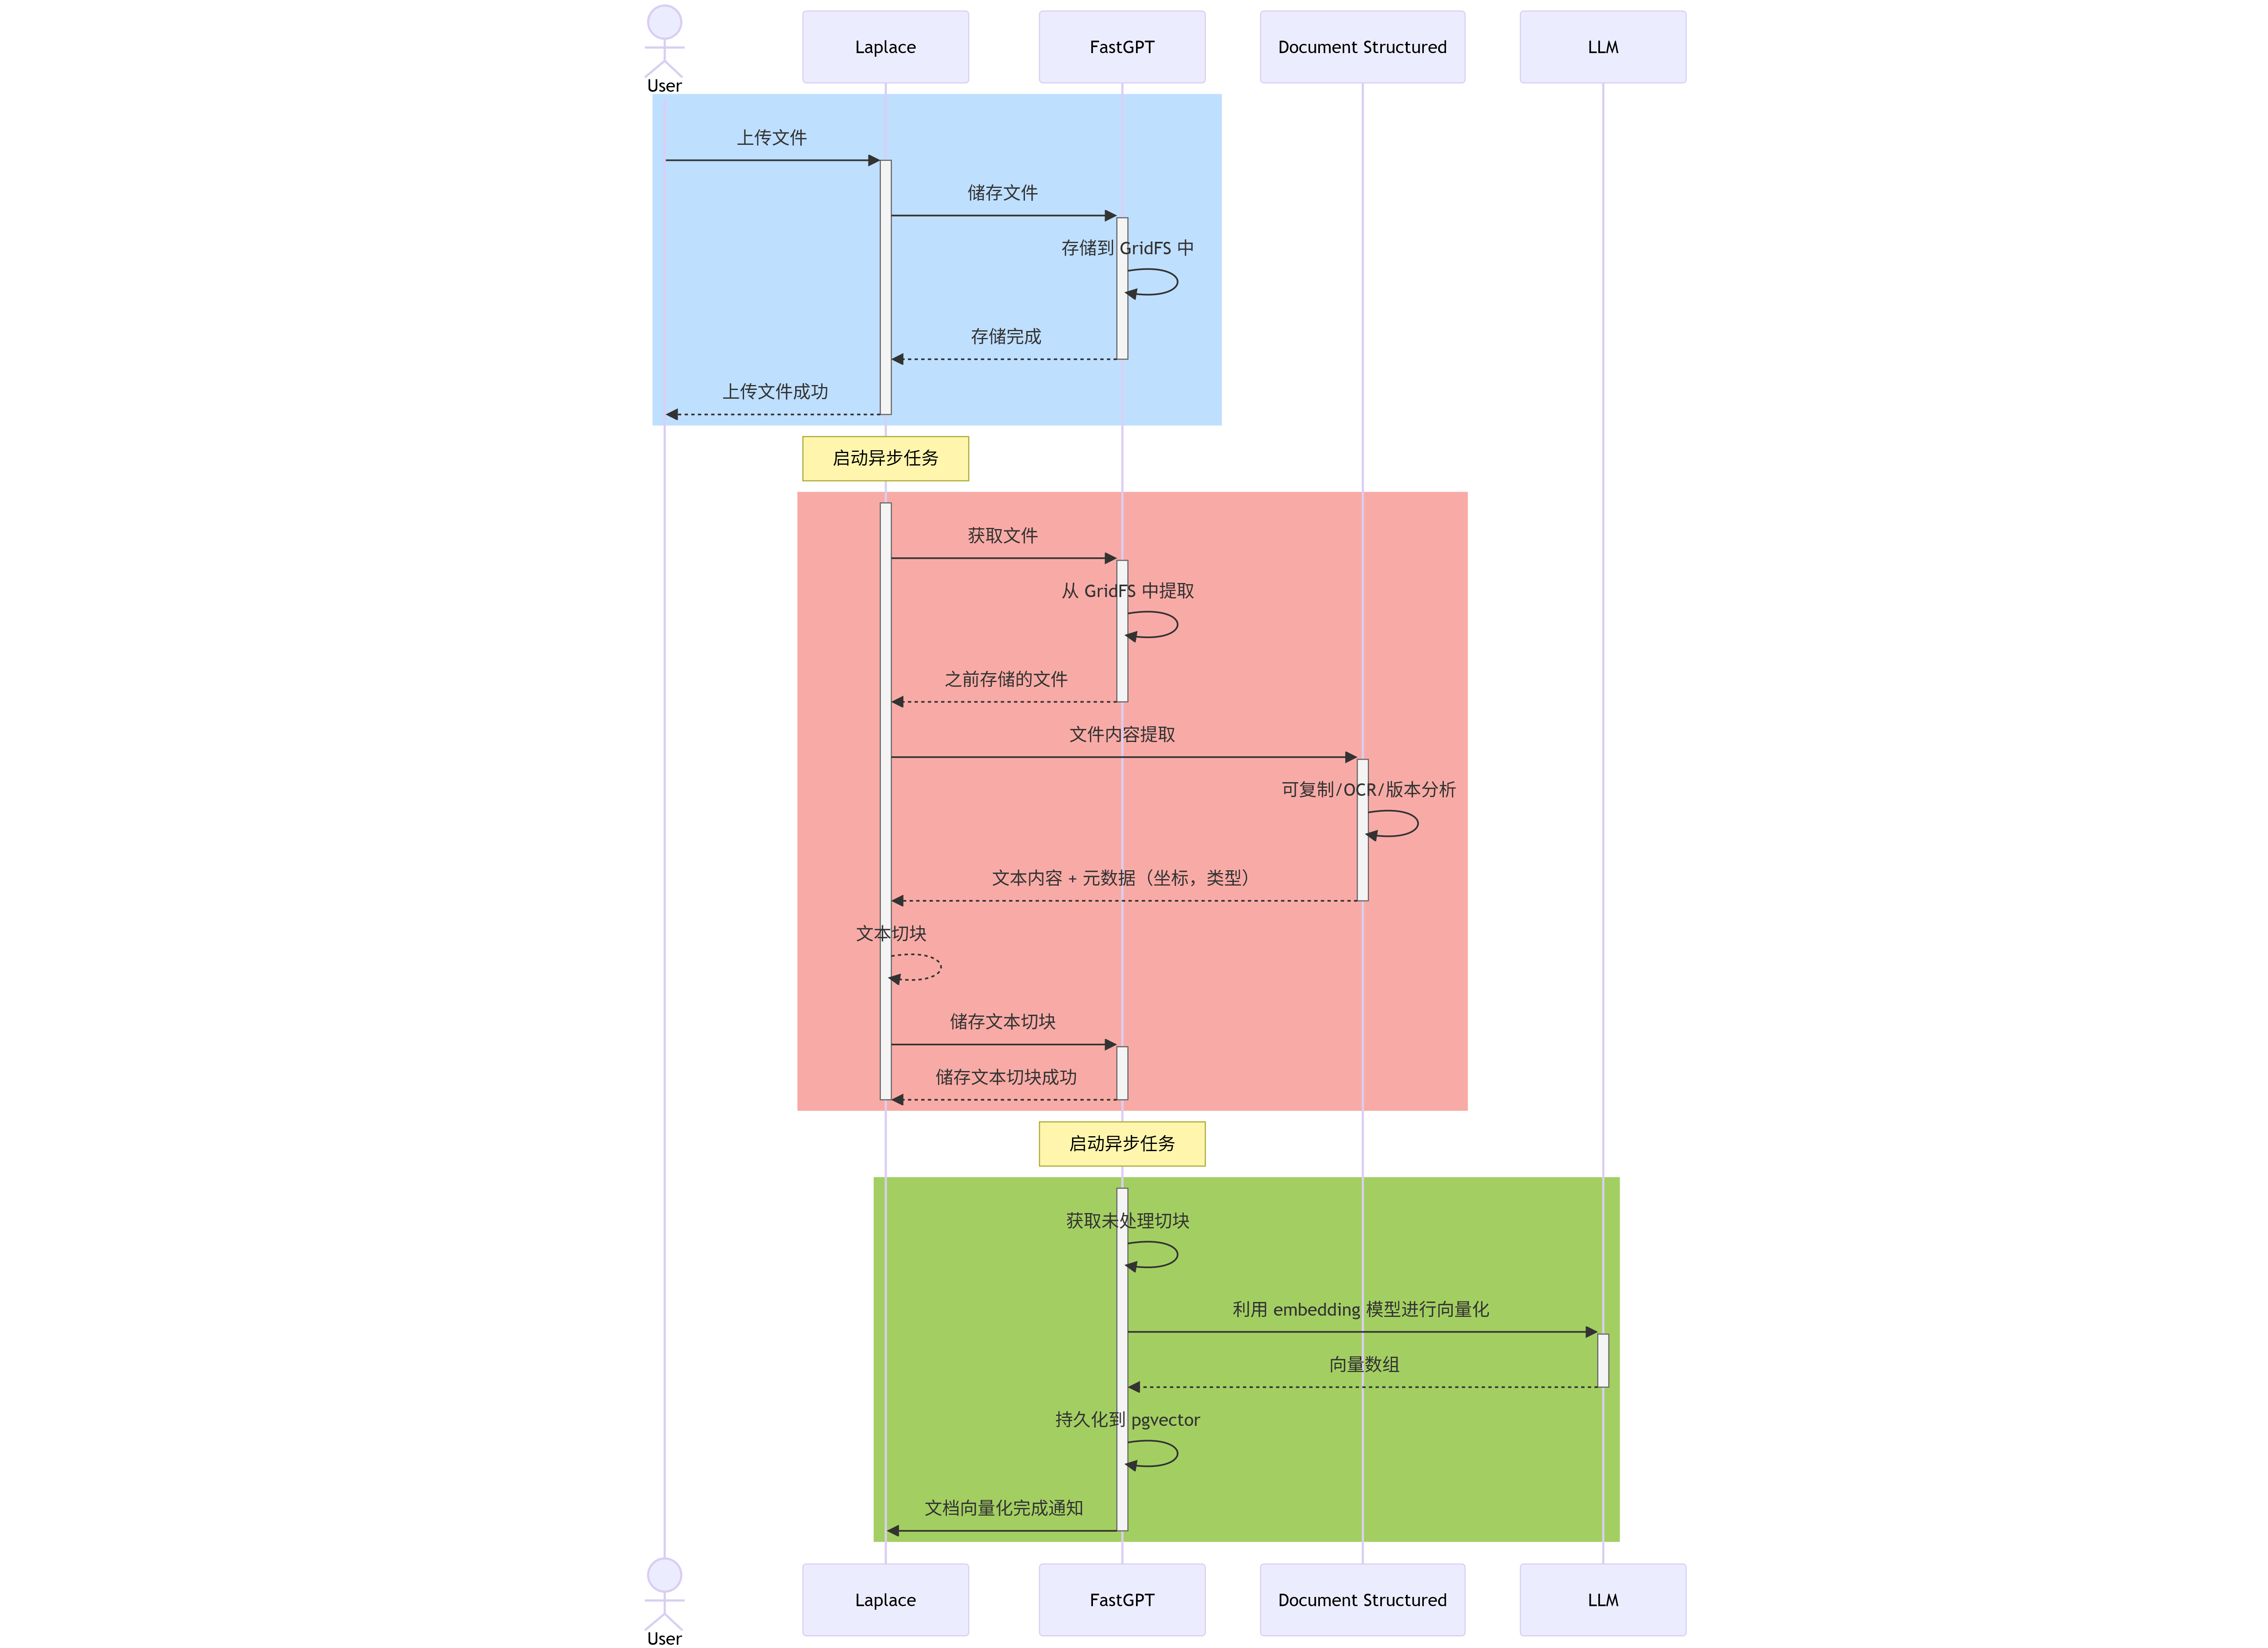 User
Laplace
FastGPT
Document Structured
LLM
上传文件
储存文件
存储到 GridFS 中
存储完成
上传文件成功
启动异步任务
获取文件
从 GridFS 中提取
之前存储的文件
文件内容提取
可复制/OCR/版本分析
文本内容 + 元数据（坐标，类型）
文本切块
储存文本切块
储存文本切块成功
启动异步任务
获取未处理切块
利用 embedding 模型进行向量化
向量数组
持久化到 pgvector
文档向量化完成通知
User
Laplace
FastGPT
Document Structured
LLM